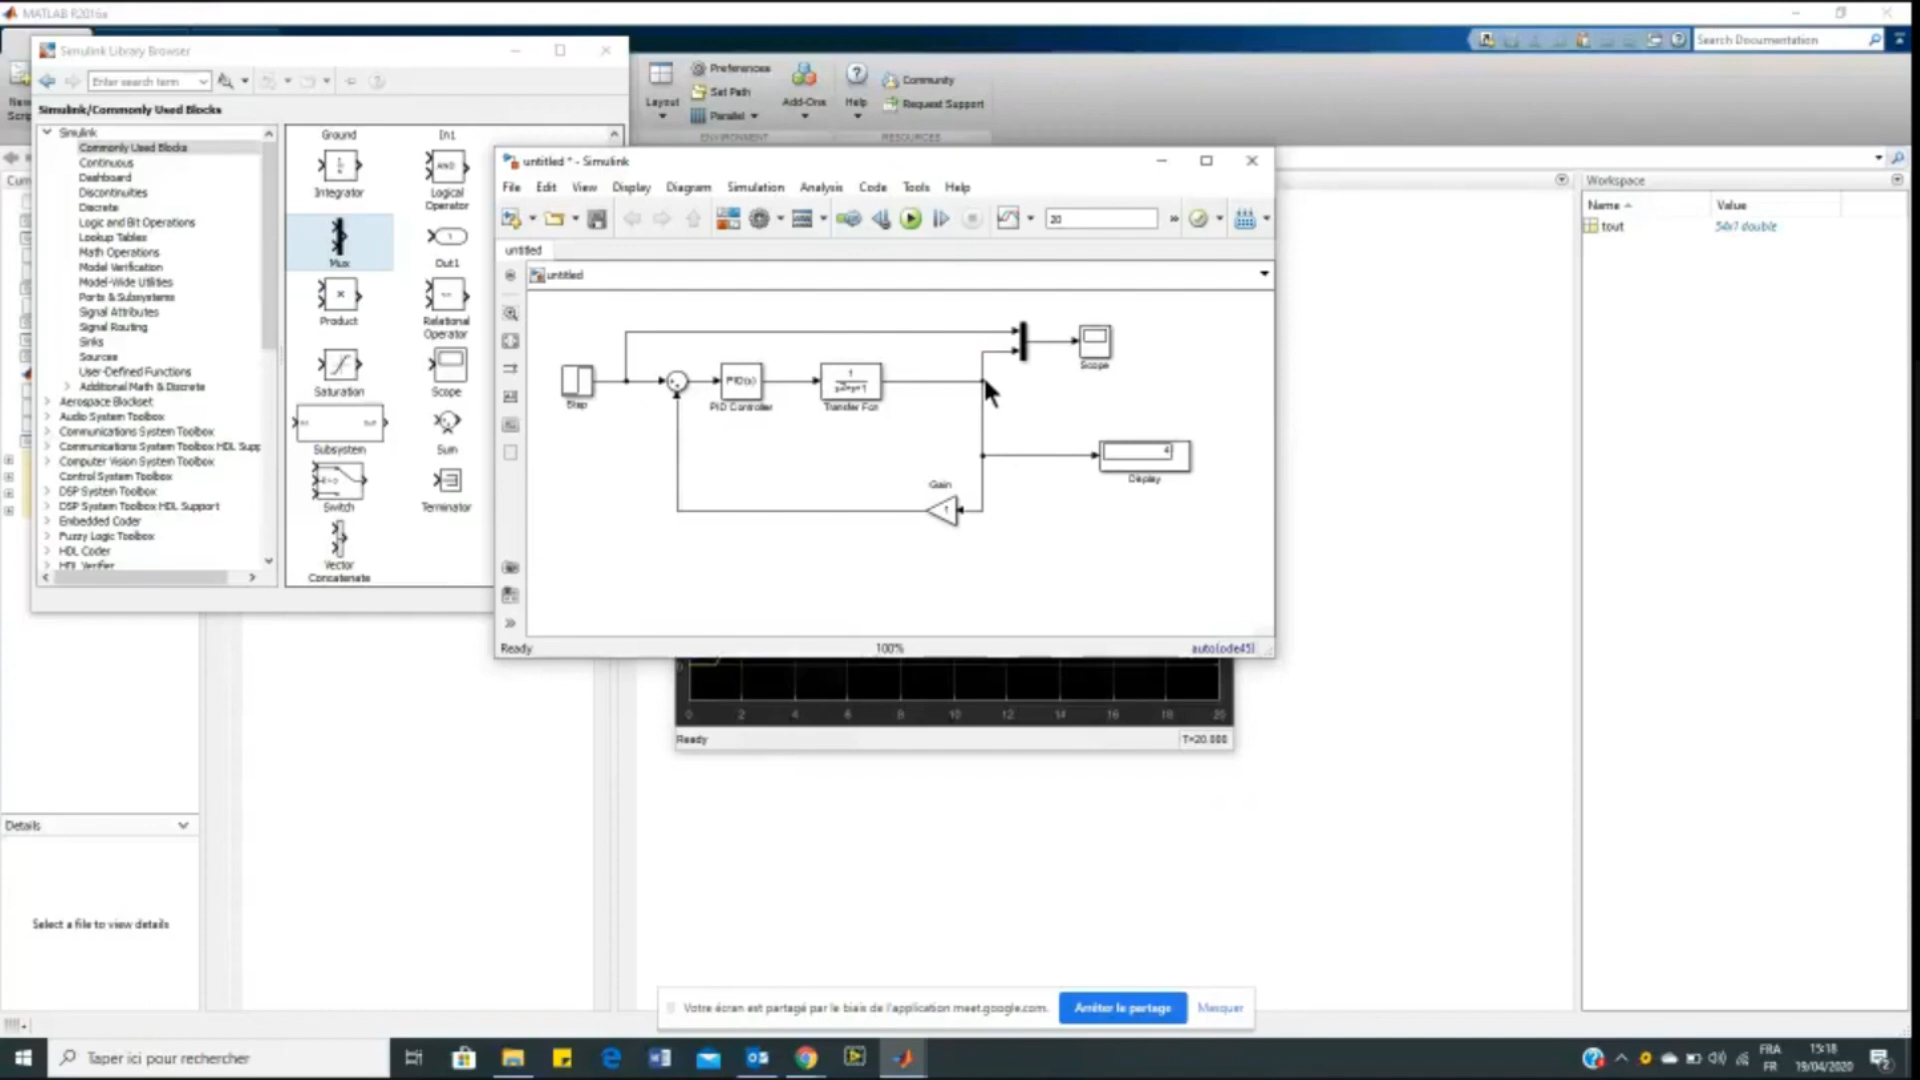 MATLAB R2016a
Simulink Library Browser
Enter search term
Search Documentation
Simulink/Commonly Used Blocks
Simulink
Commonly Used Blocks
Continuous
Dashboard
Discontinuities
Discrete
Logic and Bit Operations
Lookup Tables
Math Operations
Model Verification
Model-Wide Utilities
Ports & Subsystems
Signal Attributes
Signal Routing
Sinks
Sources
User-Defined Functions
Additional Math & Discrete
Aerospace Blockset
Audio System Toolbox
Communications System Toolbox
Communications System Toolbox HDL Supp
Computer Vision System Toolbox
Control System Toolbox
DSP System Toolbox
DSP System Toolbox HDL Support
Embedded Coder
Fuzzy Logic Toolbox
HDL Coder
HDL Verifier
Ground
In1
Integrator
Logical Operator
Mux
Out1
Product
Relational Operator
Saturation
Scope
Subsystem
Sum
Switch
Terminator
Vector Concatenate
Layout
Preferences
Set Path
Parallel
Add-Ons
Help
Community
Request Support
ENVIRONMENT
RESOURCES
untitled * - Simulink
File Edit View Display Diagram Simulation Analysis Code Tools Help
20
untitled
untitled
Step
PID(s)
PID Controller
1
Transfer Fcn
Scope
4
Display
Gain
1
Ready
100%
auto(ode45)
0 2 4 6 8 10 12 14 16 18 20
Ready
T=20.000
Workspace
Name
Value
tout
54x1 double
Details
Select a file to view details
Votre écran est partagé par le biais de l'application meet.google.com.
Arrêter le partage
Masquer
Taper ici pour rechercher
FRA
FR
15:18
19/04/2020
2